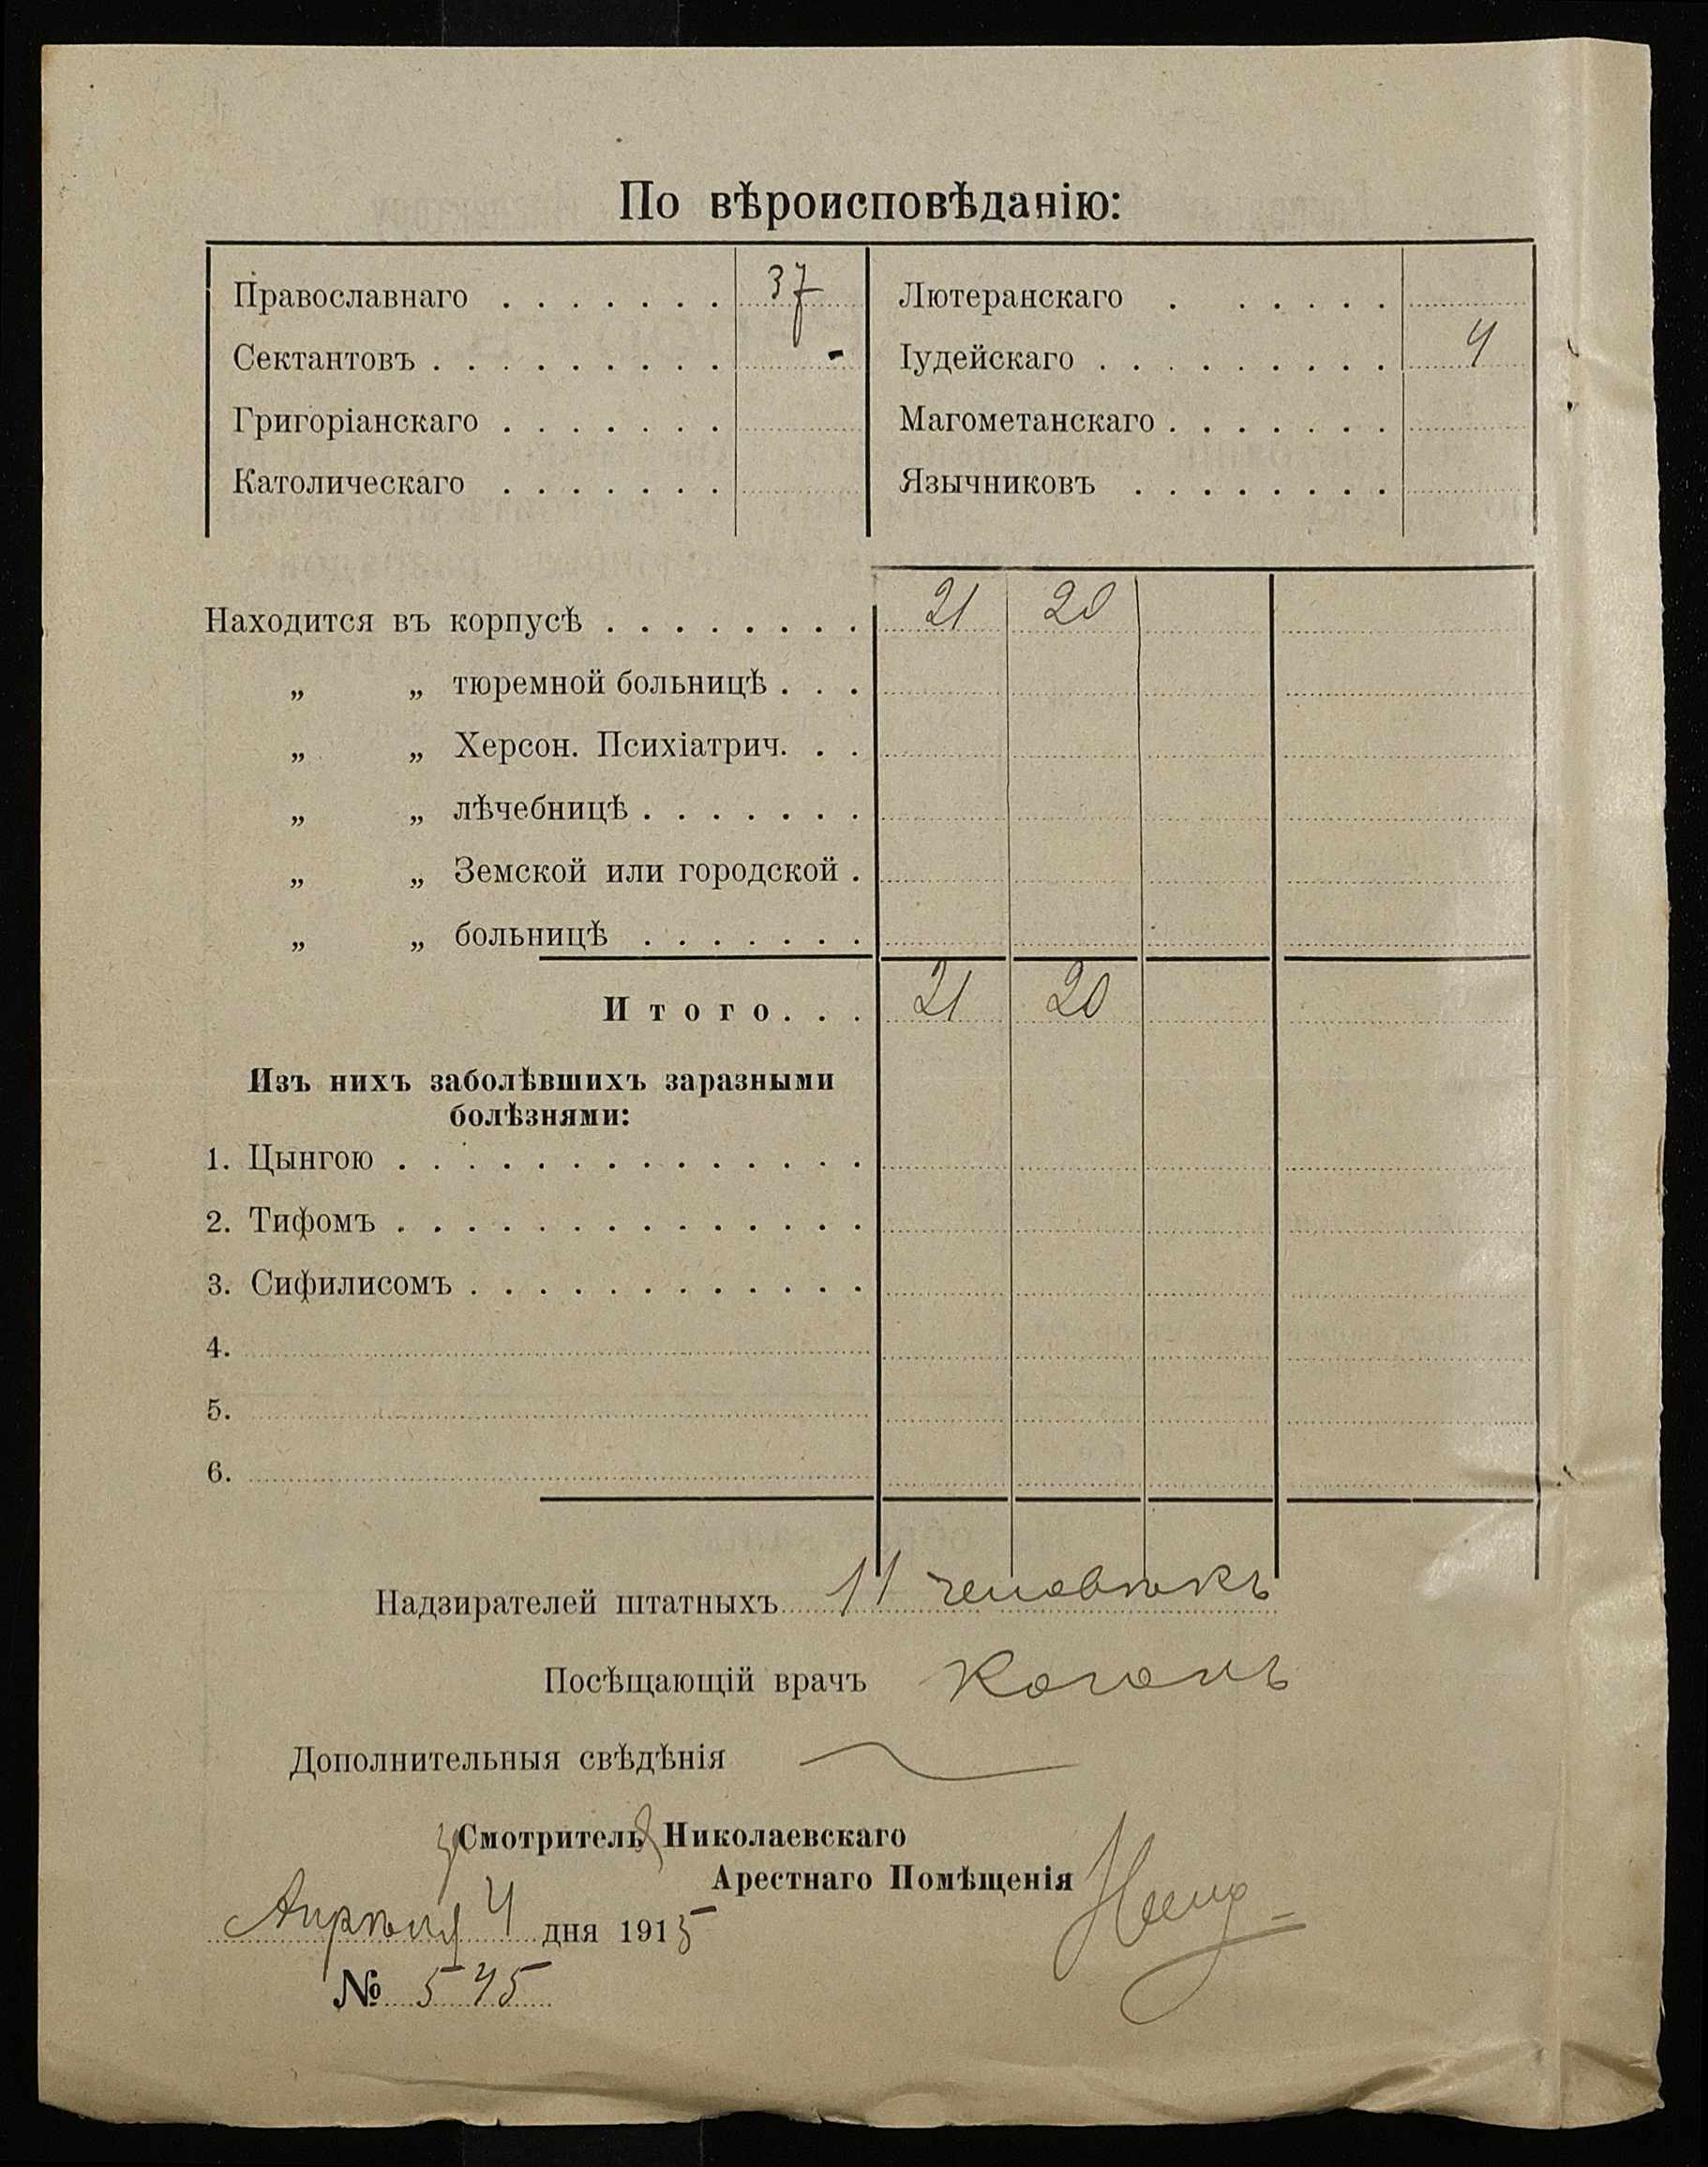 По вѣроисповѣданію:
Православнаго . . . . . . . 37
Сектантовъ . . . . . . . . . -
Григоріанскаго . . . . . . .
Католическаго . . . . . . .
Лютеранскаго . . . . . .
Іудейскаго . . . . . . . . . 4
Магометанскаго . . . . . . .
Язычниковъ . . . . . . . .
Находится въ корпусѣ . . . . . . . . 21 20
„ „ тюремной больницѣ . . .
„ „ Херсон. Психіатрич. . .
„ „ лѣчебницѣ . . . . . . .
„ „ Земской или городской .
„ „ больницѣ . . . . . . .
Итого. . . 21 20
Изъ нихъ заболѣвшихъ заразными
болѣзнями:
1. Цынгою . . . . . . . . . . . . . .
2. Тифомъ . . . . . . . . . . . . . .
3. Сифилисомъ . . . . . . . . . . . .
4.
5.
6.
Надзирателей штатныхъ 11 человѣкъ
Посѣщающій врачъ Коганъ
Дополнительныя свѣдѣнія
за Смотрителя Николаевскаго
Арестнаго Помѣщенія
Апрѣля 4 дня 1915
№ 545